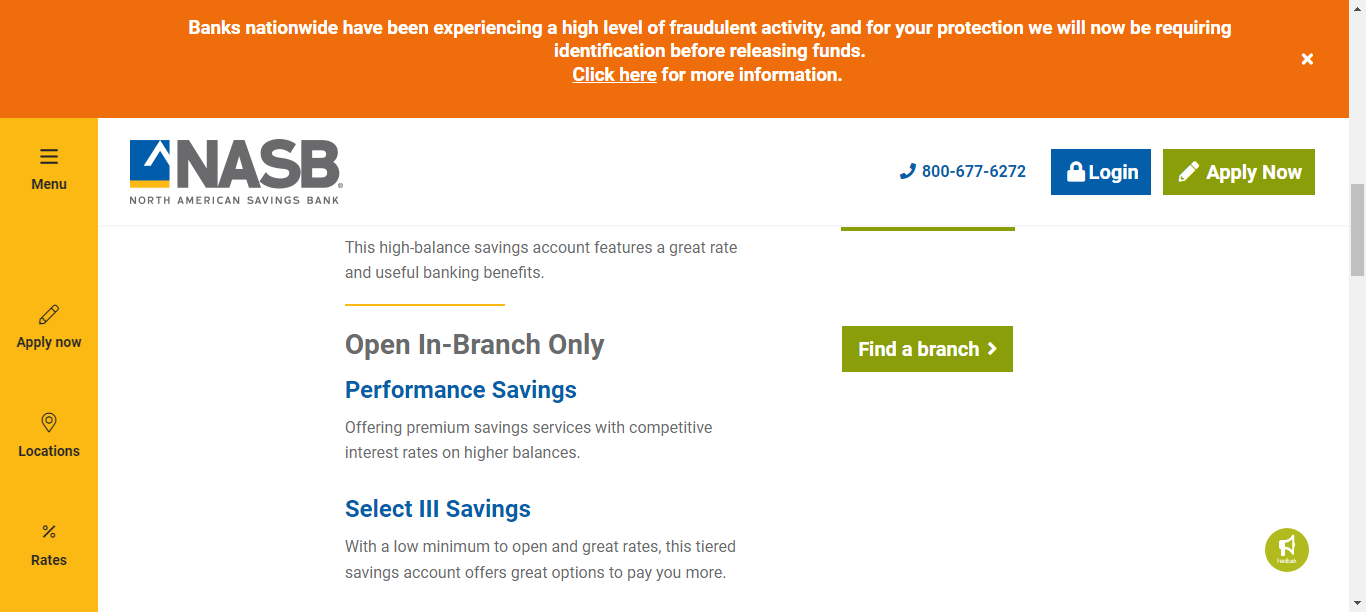 Banks nationwide have been experiencing a high level of fraudulent activity, and for your protection we will now be requiring
identification before releasing funds.
Click here for more information.
Menu
NASB
NORTH AMERICAN SAVINGS BANK
800-677-6272
Login
Apply Now
This high-balance savings account features a great rate
and useful banking benefits.
Apply now
Open In-Branch Only
Find a branch
Performance Savings
Offering premium savings services with competitive
interest rates on higher balances.
Locations
Select III Savings
With a low minimum to open and great rates, this tiered
savings account offers great options to pay you more.
Rates
Feedback